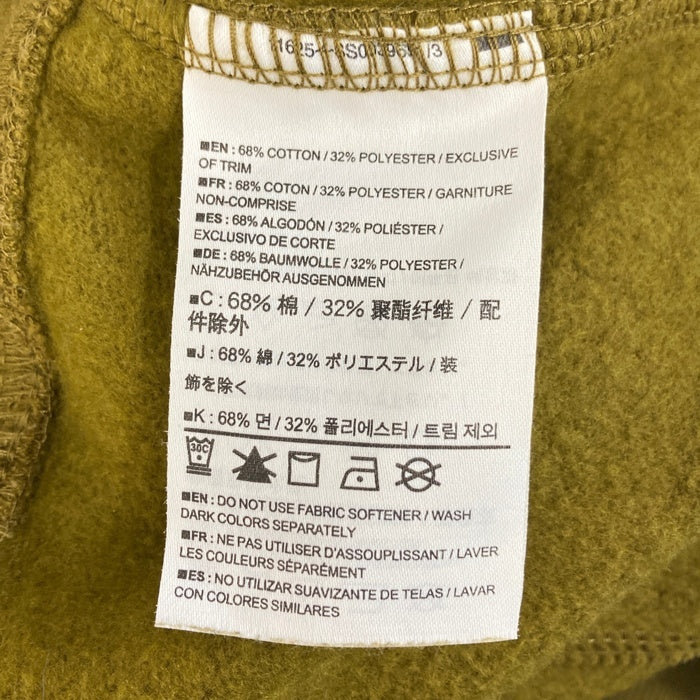 /3
EN : 68% COTTON / 32% POLYESTER / EXCLUSIVE
OF TRIM
FR : 68% COTON / 32% POLYESTER / GARNITURE
NON-COMPRISE
ES : 68% ALGODÓN / 32% POLIÉSTER /
EXCLUSIVO DE CORTE
DE : 68% BAUMWOLLE / 32% POLYESTER /
NÄHZUBEHÖR AUSGENOMMEN
C : 68% 棉 / 32% 聚酯纤维 / 配
件除外
J : 68% 綿 / 32% ポリエステル / 装
飾を除く
K : 68% 면 / 32% 폴리에스터 / 트림 제외
30C
EN : DO NOT USE FABRIC SOFTENER / WASH
DARK COLORS SEPARATELY
FR : NE PAS UTILISER D'ASSOUPLISSANT / LAVER
LES COULEURS SÉPARÉMENT
ES : NO UTILIZAR SUAVIZANTE DE TELAS / LAVAR
CON COLORES SIMILARES